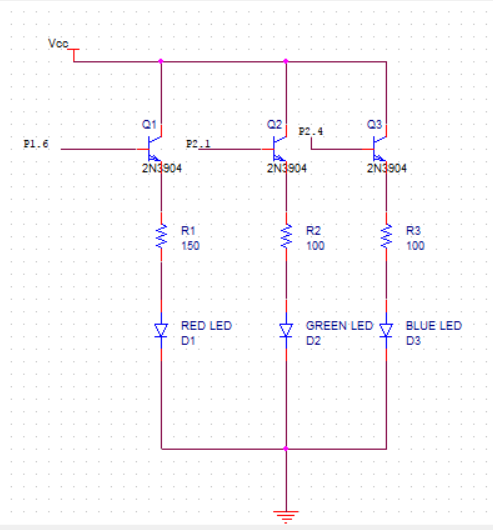 Vcc
Q1
Q2
P2.4
Q3
P1.6
P2.1
2N3904
2N3904
2N3904
R1
150
R2
100
R3
100
RED LED
D1
GREEN LED
D2
BLUE LED
D3